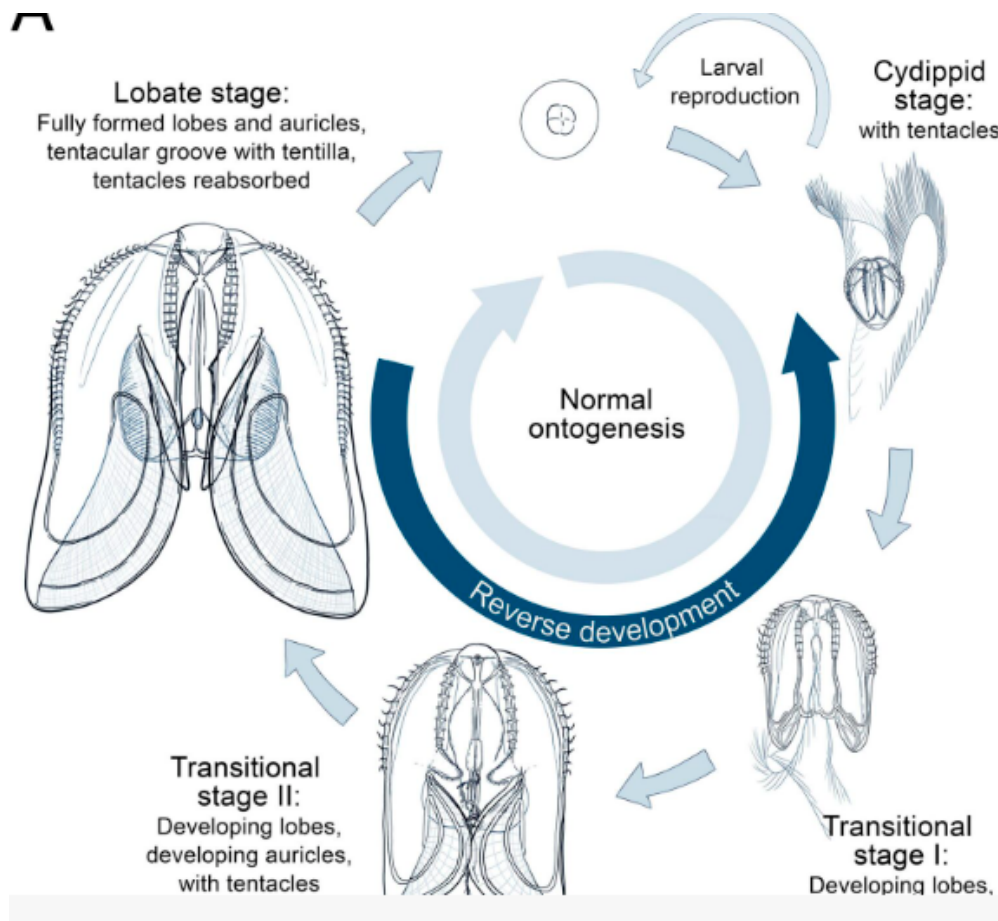 A
Lobate stage:
Fully formed lobes and auricles,
tentacular groove with tentilla,
tentacles reabsorbed
Larval
reproduction
Cydippid
stage:
with tentacles
Normal
ontogenesis
Reverse development
Transitional
stage II:
Developing lobes,
developing auricles,
with tentacles
Transitional
stage I:
Developing lobes,